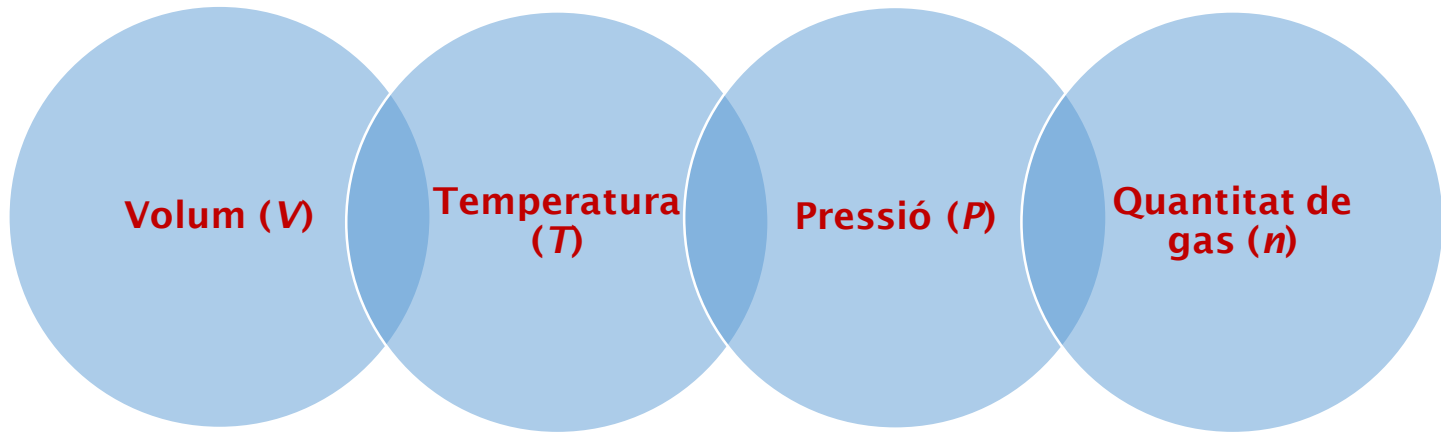 Volum (V)
Temperatura
(T)
Pressió (P)
Quantitat de
gas (n)